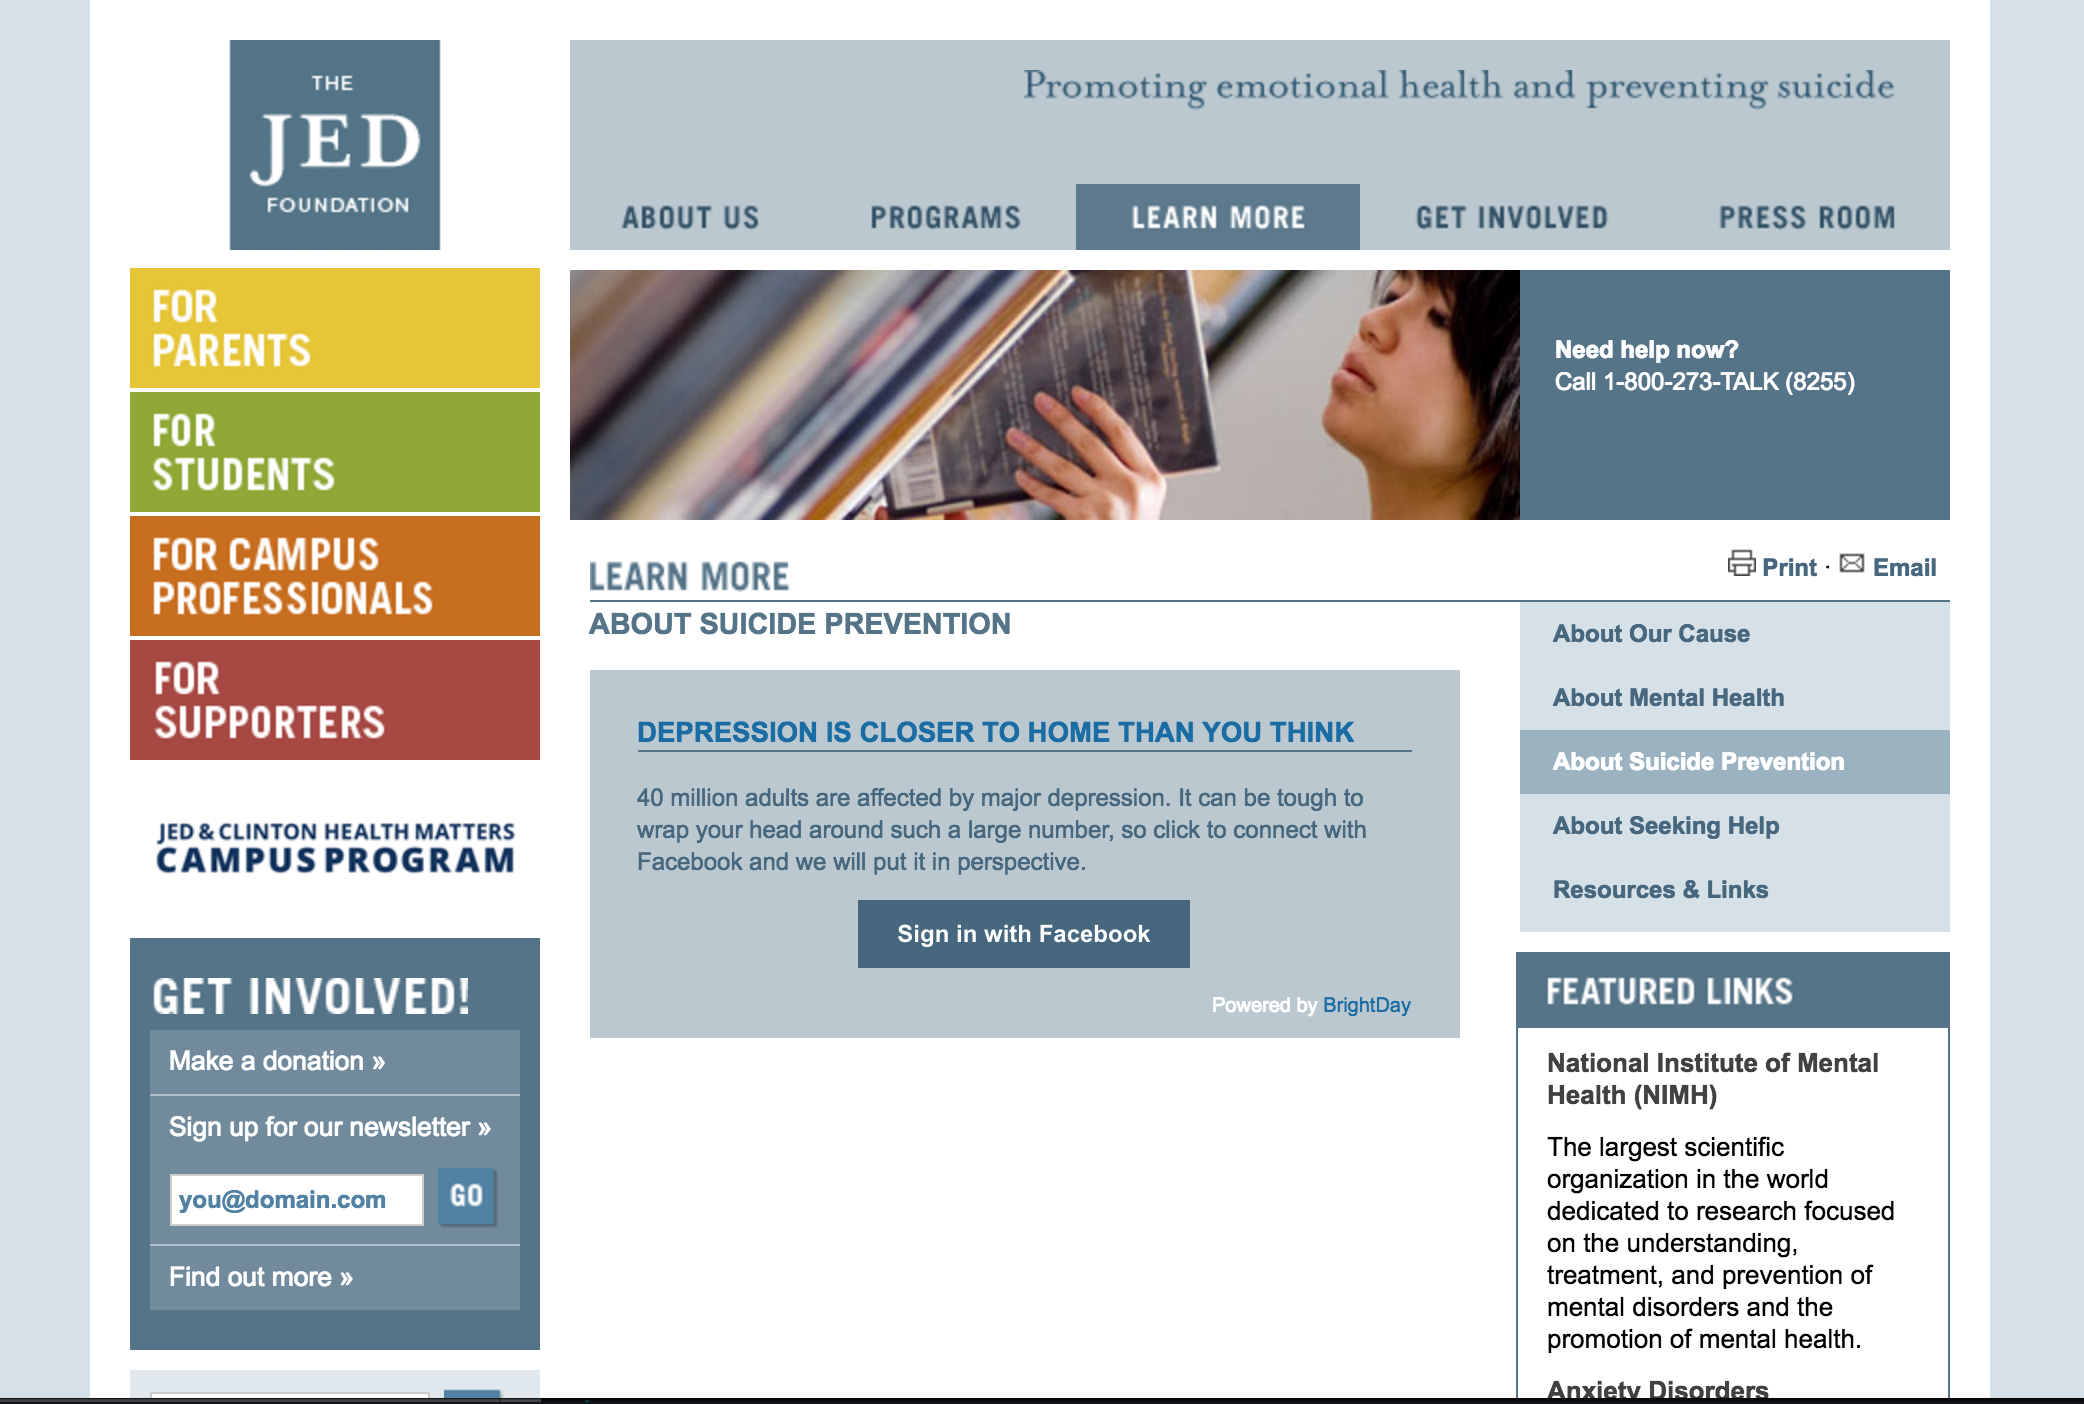 THE
JED
FOUNDATION
Promoting emotional health and preventing suicide
ABOUT US
PROGRAMS
LEARN MORE
GET INVOLVED
PRESS ROOM
FOR
PARENTS
FOR
STUDENTS
FOR CAMPUS
PROFESSIONALS
FOR
SUPPORTERS
JED & CLINTON HEALTH MATTERS
CAMPUS PROGRAM
GET INVOLVED!
Make a donation »
Sign up for our newsletter »
you@domain.com
GO
Find out more »
Need help now?
Call 1-800-273-TALK (8255)
LEARN MORE
Print · Email
ABOUT SUICIDE PREVENTION
DEPRESSION IS CLOSER TO HOME THAN YOU THINK
40 million adults are affected by major depression. It can be tough to
wrap your head around such a large number, so click to connect with
Facebook and we will put it in perspective.
Sign in with Facebook
Powered by BrightDay
About Our Cause
About Mental Health
About Suicide Prevention
About Seeking Help
Resources & Links
FEATURED LINKS
National Institute of Mental
Health (NIMH)
The largest scientific
organization in the world
dedicated to research focused
on the understanding,
treatment, and prevention of
mental disorders and the
promotion of mental health.
Anxiety Disorders